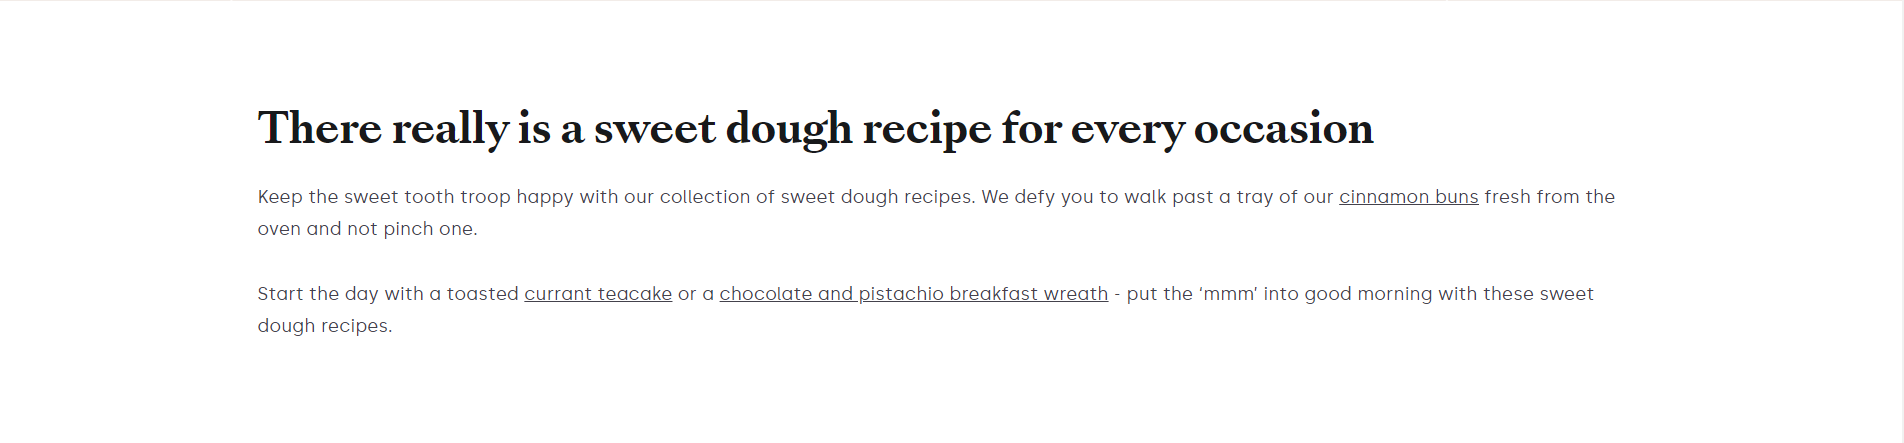 There really is a sweet dough recipe for every occasion
Keep the sweet tooth troop happy with our collection of sweet dough recipes. We defy you to walk past a tray of our cinnamon buns fresh from the
oven and not pinch one.
Start the day with a toasted currant teacake or a chocolate and pistachio breakfast wreath - put the ‘mmm’ into good morning with these sweet
dough recipes.